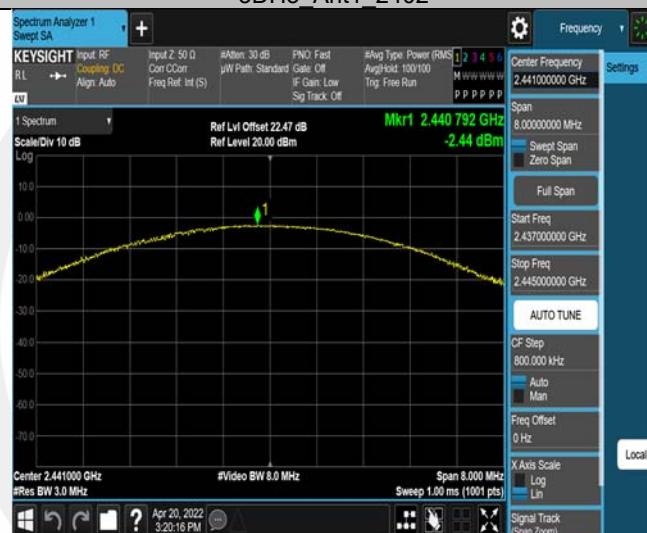 Spectrum Analyzer 1
Swept SA
+
Frequency
KEYSIGHT
RL
LXI
Input: RF
Coupling: DC
Align: Auto
Input Z: 50 Ω
Corr CCorr
Freq Ref: Int (S)
#Atten: 30 dB
µW Path: Standard
PNO: Fast
Gate: Off
IF Gain: Low
Sig Track: Off
#Avg Type: Power (RMS
Avg|Hold: 100/100
Trig: Free Run
1 2 3 4 5 6
M W W W W W
P P P P P P
1 Spectrum
Scale/Div 10 dB
Log
Ref Lvl Offset 22.47 dB
Ref Level 20.00 dBm
Mkr1 2.440 792 GHz
-2.44 dBm
10.0
0.00
-10.0
-20.0
-30.0
-40.0
-50.0
-60.0
-70.0
1
Center 2.441000 GHz
#Res BW 3.0 MHz
#Video BW 8.0 MHz
Span 8.000 MHz
Sweep 1.00 ms (1001 pts)
Apr 20, 2022
3:20:16 PM
Center Frequency
2.441000000 GHz
Span
8.00000000 MHz
Swept Span
Zero Span
Full Span
Start Freq
2.437000000 GHz
Stop Freq
2.445000000 GHz
AUTO TUNE
CF Step
800.000 kHz
Auto
Man
Freq Offset
0 Hz
X Axis Scale
Log
Lin
Signal Track
(Span Zoom)
Settings
Local